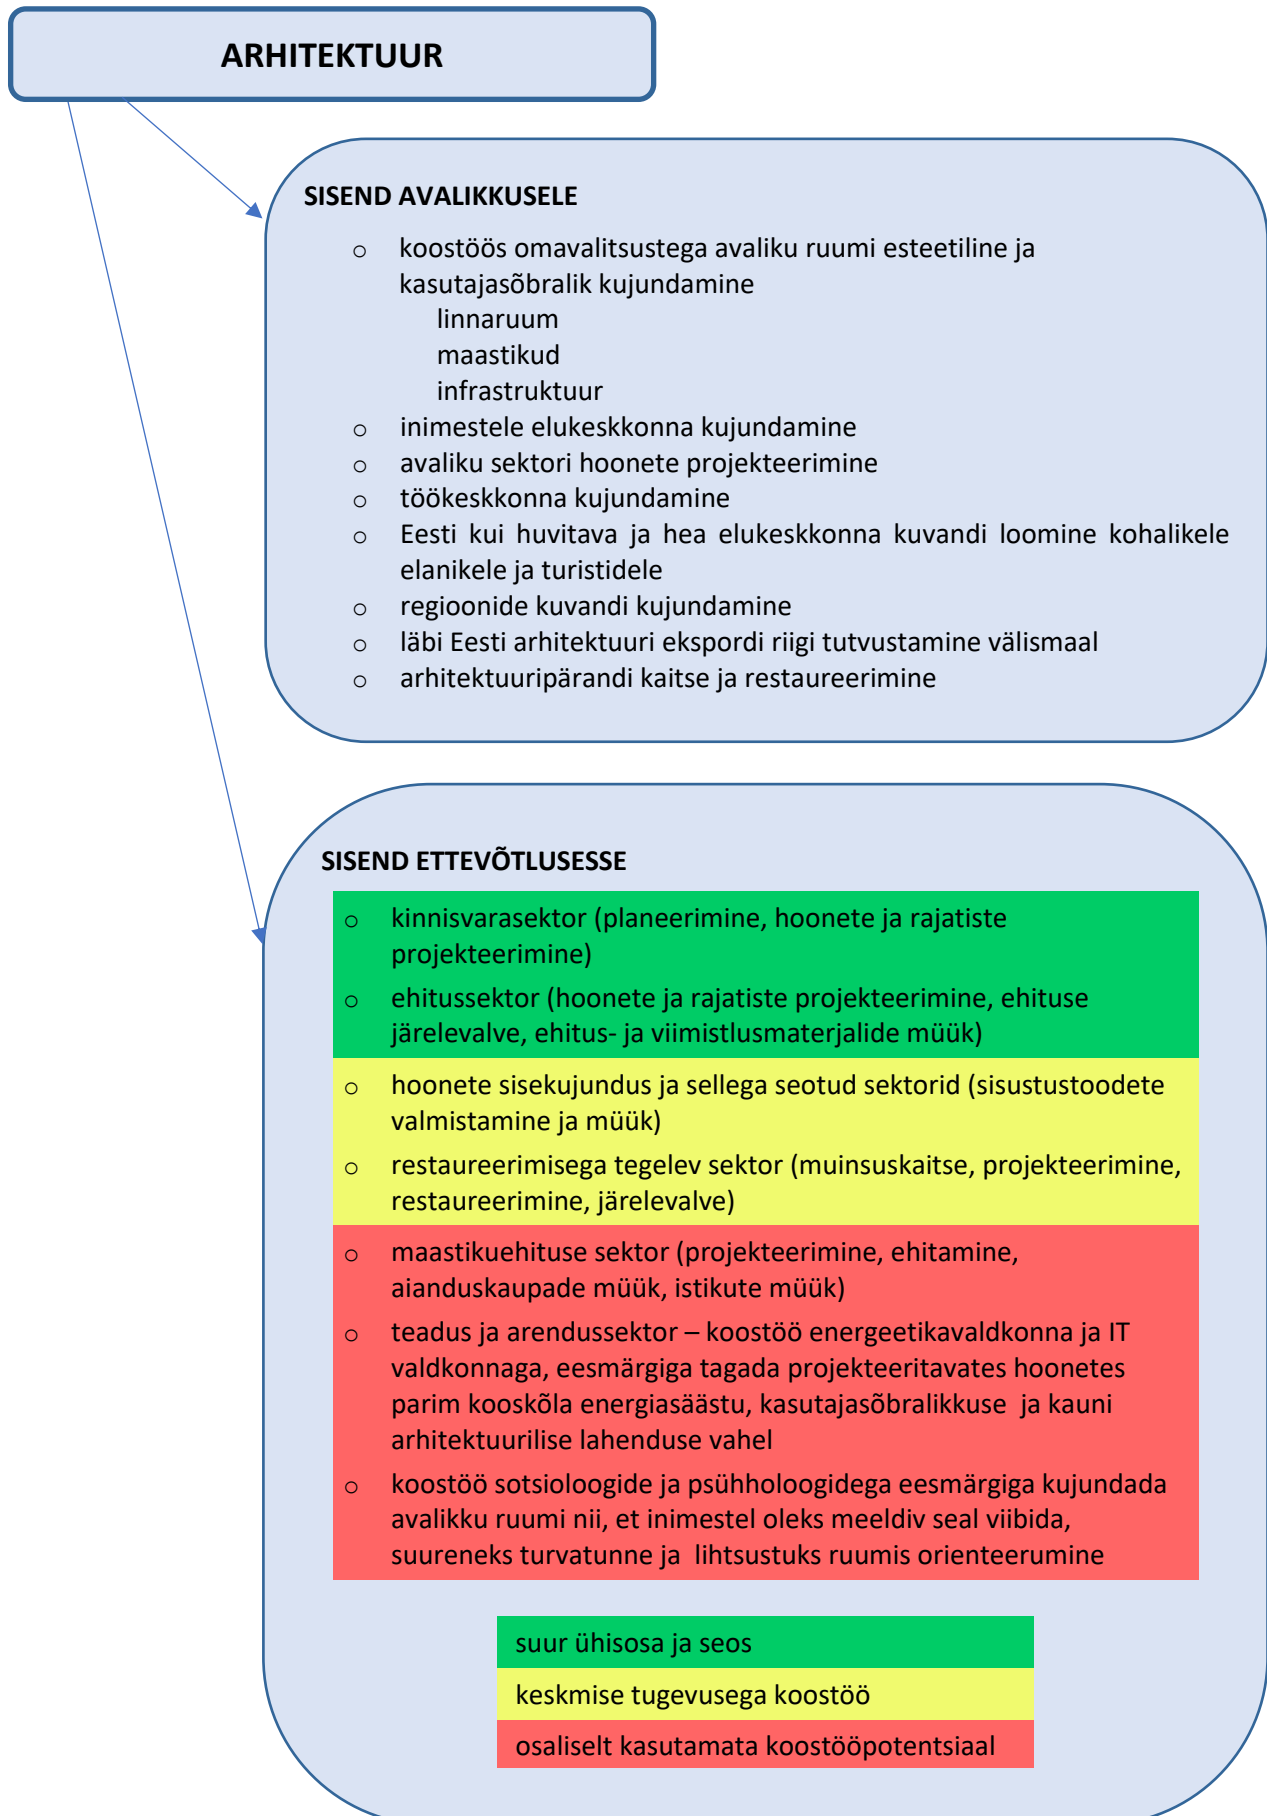 ARHITEKTUUR
SISEND AVALIKKUSELE
o koostöös omavalitsustega avaliku ruumi esteetiline ja
kasutajasõbralik kujundamine
linnaruum
maastikud
infrastruktuur
o inimestele elukeskkonna kujundamine
o avaliku sektori hoonete projekteerimine
o töökeskkonna kujundamine
o Eesti kui huvitava ja hea elukeskkonna kuvandi loomine kohalikele
elanikele ja turistidele
o regioonide kuvandi kujundamine
o läbi Eesti arhitektuuri ekspordi riigi tutvustamine välismaal
o arhitektuuripärandi kaitse ja restaureerimine
SISEND ETTEVÕTLUSESSE
o kinnisvarasektor (planeerimine, hoonete ja rajatiste
projekteerimine)
o ehitussektor (hoonete ja rajatiste projekteerimine, ehituse
järelevalve, ehitus- ja viimistlusmaterjalide müük)
o hoonete sisekujundus ja sellega seotud sektorid (sisustustoodete
valmistamine ja müük)
o restaureerimisega tegelev sektor (muinsuskaitse, projekteerimine,
restaureerimine, järelevalve)
o maastikuehituse sektor (projekteerimine, ehitamine,
aianduskaupade müük, istikute müük)
o teadus ja arendussektor – koostöö energeetikavaldkonna ja IT
valdkonnaga, eesmärgiga tagada projekteeritavates hoonetes
parim kooskõla energiasäästu, kasutajasõbralikkuse ja kauni
arhitektuurilise lahenduse vahel
o koostöö sotsioloogide ja psühholoogidega eesmärgiga kujundada
avalikku ruumi nii, et inimestel oleks meeldiv seal viibida,
suureneks turvatunne ja lihtsustuks ruumis orienteerumine
suur ühisosa ja seos
keskmise tugevusega koostöö
osaliselt kasutamata koostööpotentsiaal